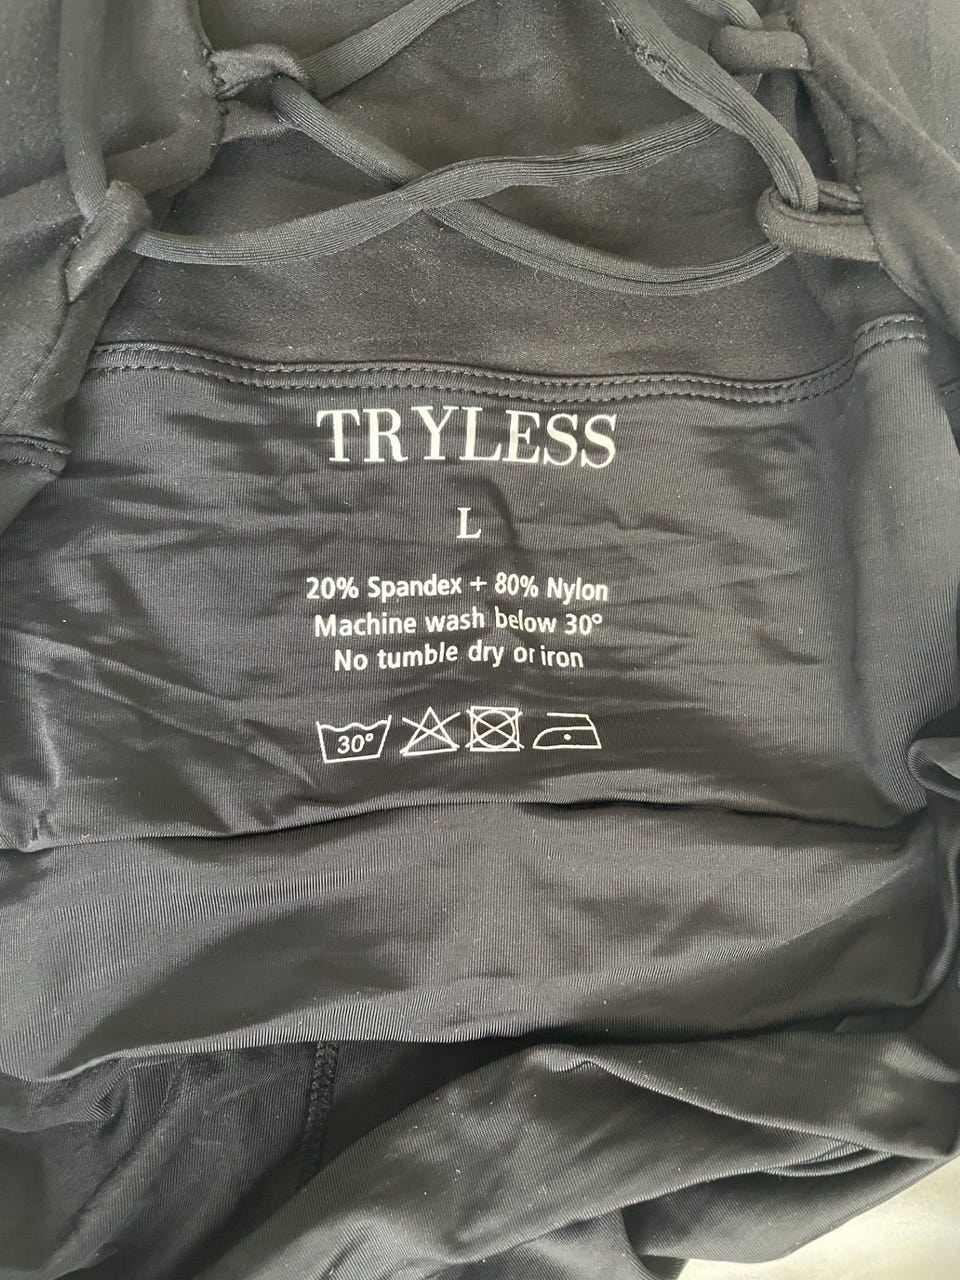 TRYLESS
L
20% Spandex + 80% Nylon
Machine wash below 30°
No tumble dry or iron
30°